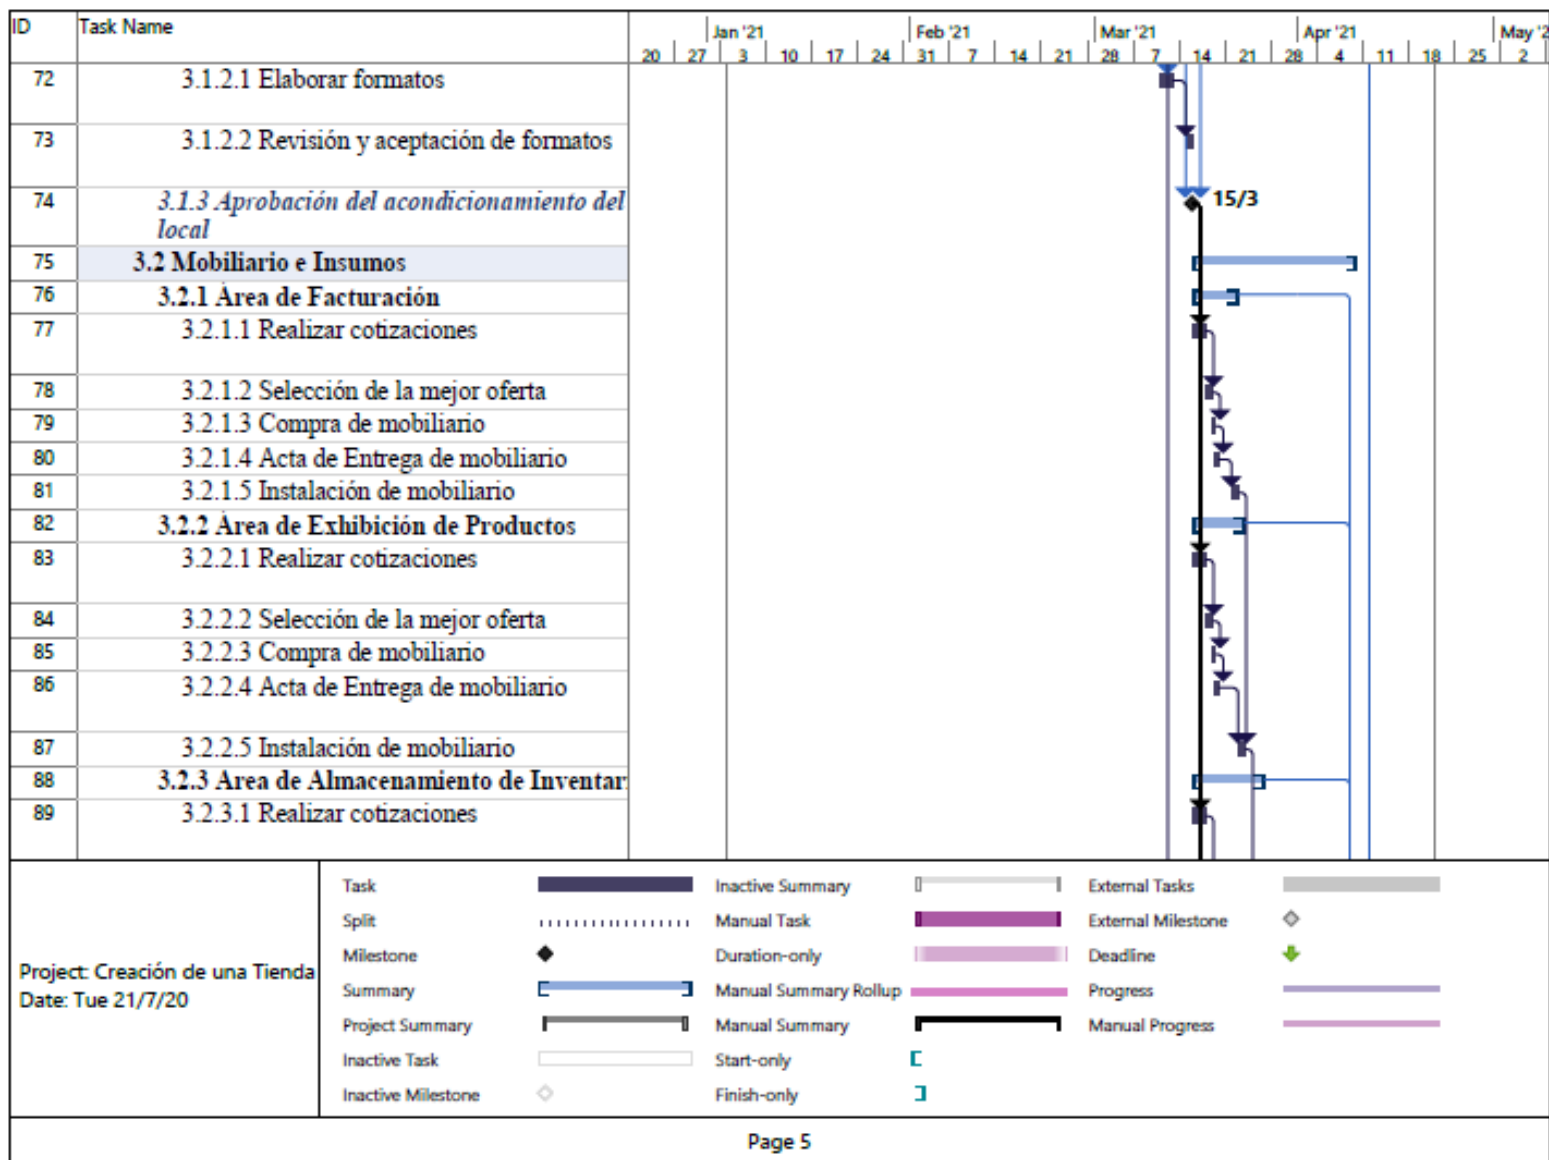 ID Task Name Jan '21 Feb '21 Mar '21 Apr '21 May '2
20 27 3 10 17 24 31 7 14 21 28 7 14 21 28 4 11 18 25 2
72 3.1.2.1 Elaborar formatos
73 3.1.2.2 Revisión y aceptación de formatos
74 3.1.3 Aprobación del acondicionamiento del
local
15/3
75 3.2 Mobiliario e Insumos
76 3.2.1 Área de Facturación
77 3.2.1.1 Realizar cotizaciones
78 3.2.1.2 Selección de la mejor oferta
79 3.2.1.3 Compra de mobiliario
80 3.2.1.4 Acta de Entrega de mobiliario
81 3.2.1.5 Instalación de mobiliario
82 3.2.2 Área de Exhibición de Productos
83 3.2.2.1 Realizar cotizaciones
84 3.2.2.2 Selección de la mejor oferta
85 3.2.2.3 Compra de mobiliario
86 3.2.2.4 Acta de Entrega de mobiliario
87 3.2.2.5 Instalación de mobiliario
88 3.2.3 Area de Almacenamiento de Inventar
89 3.2.3.1 Realizar cotizaciones
Project: Creación de una Tienda
Date: Tue 21/7/20
Task Inactive Summary External Tasks
Split Manual Task External Milestone
Milestone Duration-only Deadline
Summary Manual Summary Rollup Progress
Project Summary Manual Summary Manual Progress
Inactive Task Start-only
Inactive Milestone Finish-only
Page 5